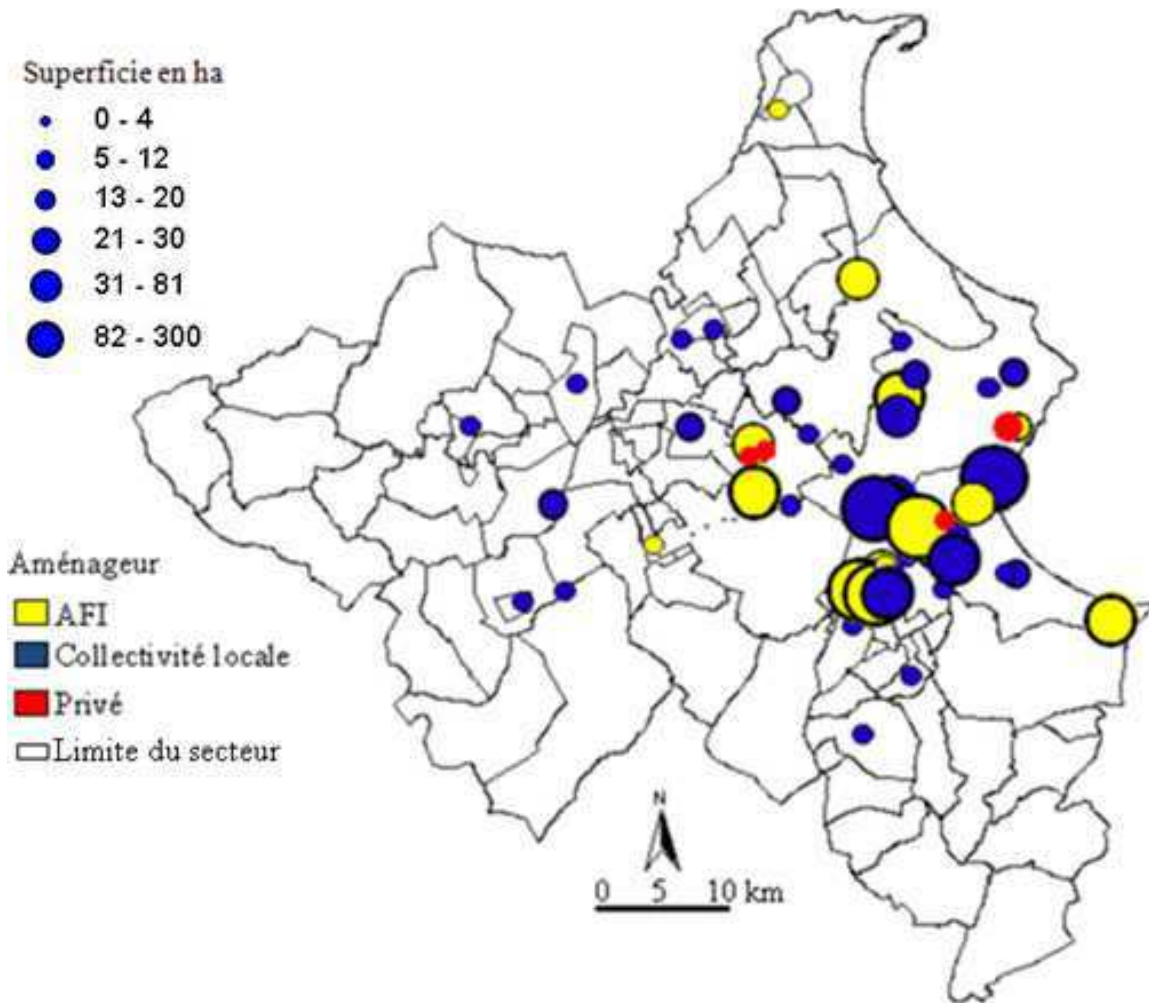 Superficie en ha
0 - 4
5 - 12
13 - 20
21 - 30
31 - 81
82 - 300
Aménageur
AFI
Collectivité locale
Privé
Limite du secteur
N
0 5 10 km